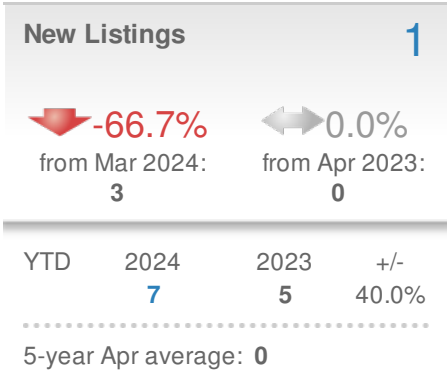 New Listings 1
-66.7% 0.0%
from Mar 2024: from Apr 2023:
3 0
YTD 2024 2023 +/-
7 5 40.0%
5-year Apr average: 0